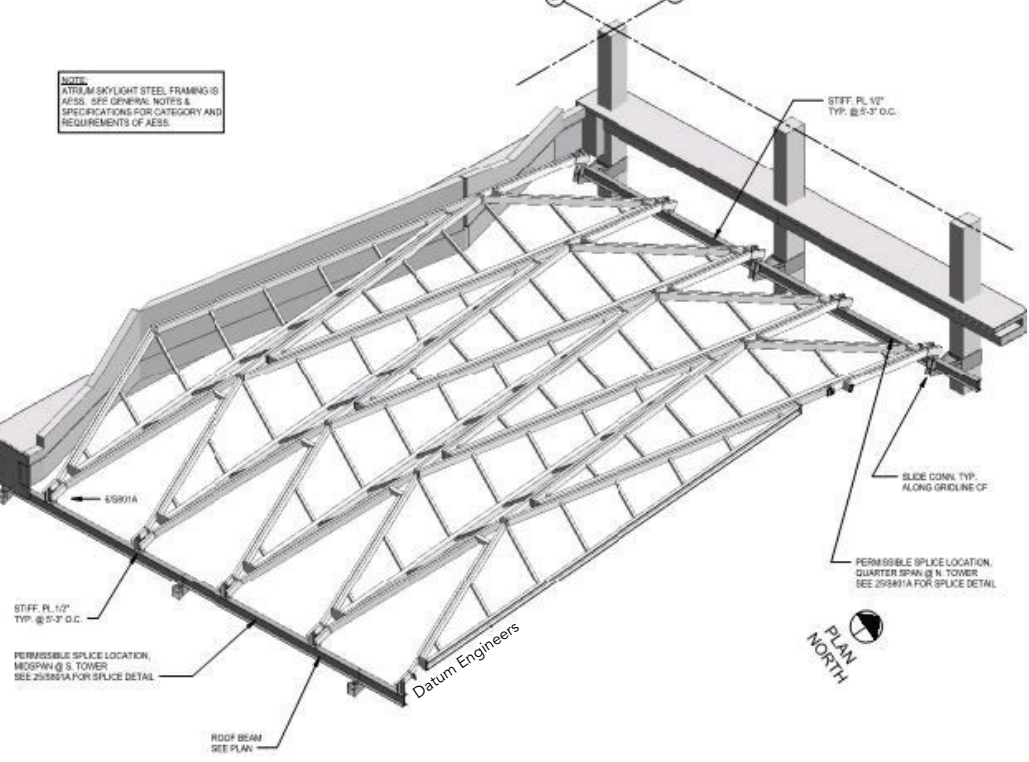 NOTE:
ATRIUM SKYLIGHT STEEL FRAMING IS
AESS. SEE GENERAL NOTES &
SPECIFICATIONS FOR CATEGORY AND
REQUIREMENTS OF AESS.
STIFF. PL 1/2"
TYP. @ 5'-3" O.C.
6/S801A
SLIDE CONN. TYP.
ALONG GRIDLINE CF
PERMISSIBLE SPLICE LOCATION,
QUARTER SPAN @ N. TOWER
SEE 25/S801A FOR SPLICE DETAIL
STIFF. PL 1/2"
TYP. @ 5'-3" O.C.
PERMISSIBLE SPLICE LOCATION,
MIDSPAN @ S. TOWER
SEE 25/S801A FOR SPLICE DETAIL
ROOF BEAM
SEE PLAN
Datum Engineers
PLAN
NORTH